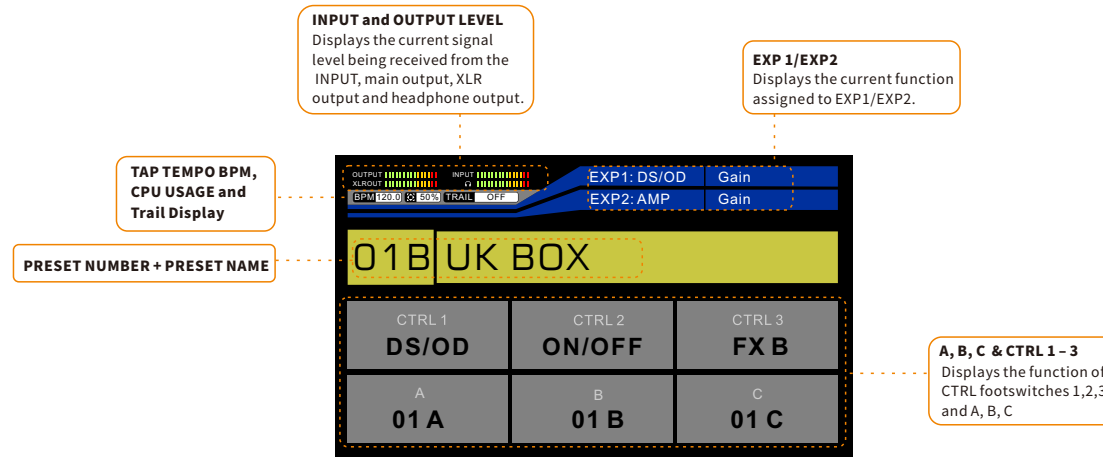 INPUT and OUTPUT LEVEL
Displays the current signal
level being received from the
INPUT, main output, XLR
output and headphone output.
EXP 1/EXP2
Displays the current function
assigned to EXP1/EXP2.
TAP TEMPO BPM,
CPU USAGE and
Trail Display
OUTPUT INPUT
XLROUT
BPM 120.0 50% TRAIL OFF
EXP1: DS/OD Gain
EXP2: AMP Gain
PRESET NUMBER + PRESET NAME
01B UK BOX
CTRL 1 CTRL 2 CTRL 3
DS/OD ON/OFF FX B
A B C
01 A 01 B 01 C
A, B, C & CTRL 1 – 3
Displays the function of
CTRL footswitches 1,2,3
and A, B, C